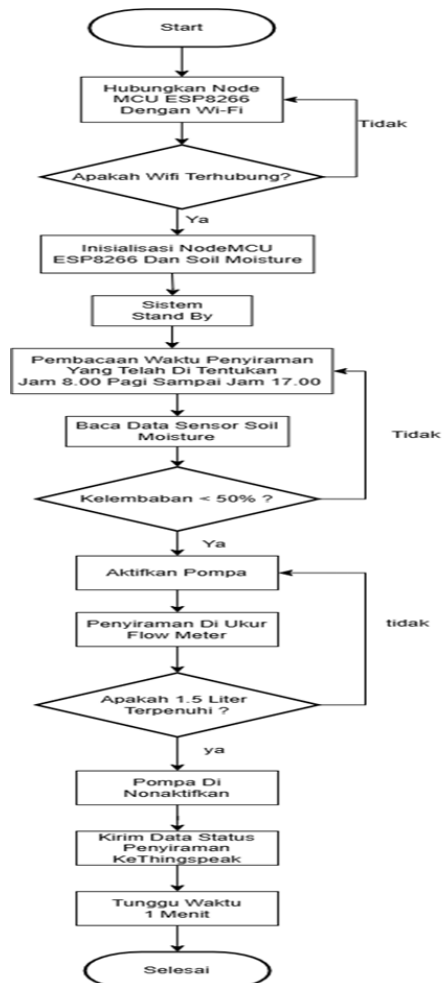 Start
Hubungkan Node
MCU ESP8266
Dengan Wi-Fi
Tidak
Apakah Wifi Terhubung?
Ya
Inisialisasi NodeMCU
ESP8266 Dan Soil Moisture
Sistem
Stand By
Pembacaan Waktu Penyiraman
Yang Telah Di Tentukan
Jam 8.00 Pagi Sampai Jam 17.00
Baca Data Sensor Soil
Moisture
Tidak
Kelembaban < 50% ?
Ya
Aktifkan Pompa
Penyiraman Di Ukur
Flow Meter
tidak
Apakah 1.5 Liter
Terpenuhi ?
ya
Pompa Di
Nonaktifkan
Kirim Data Status
Penyiraman
KeThingspeak
Tunggu Waktu
1 Menit
Selesai